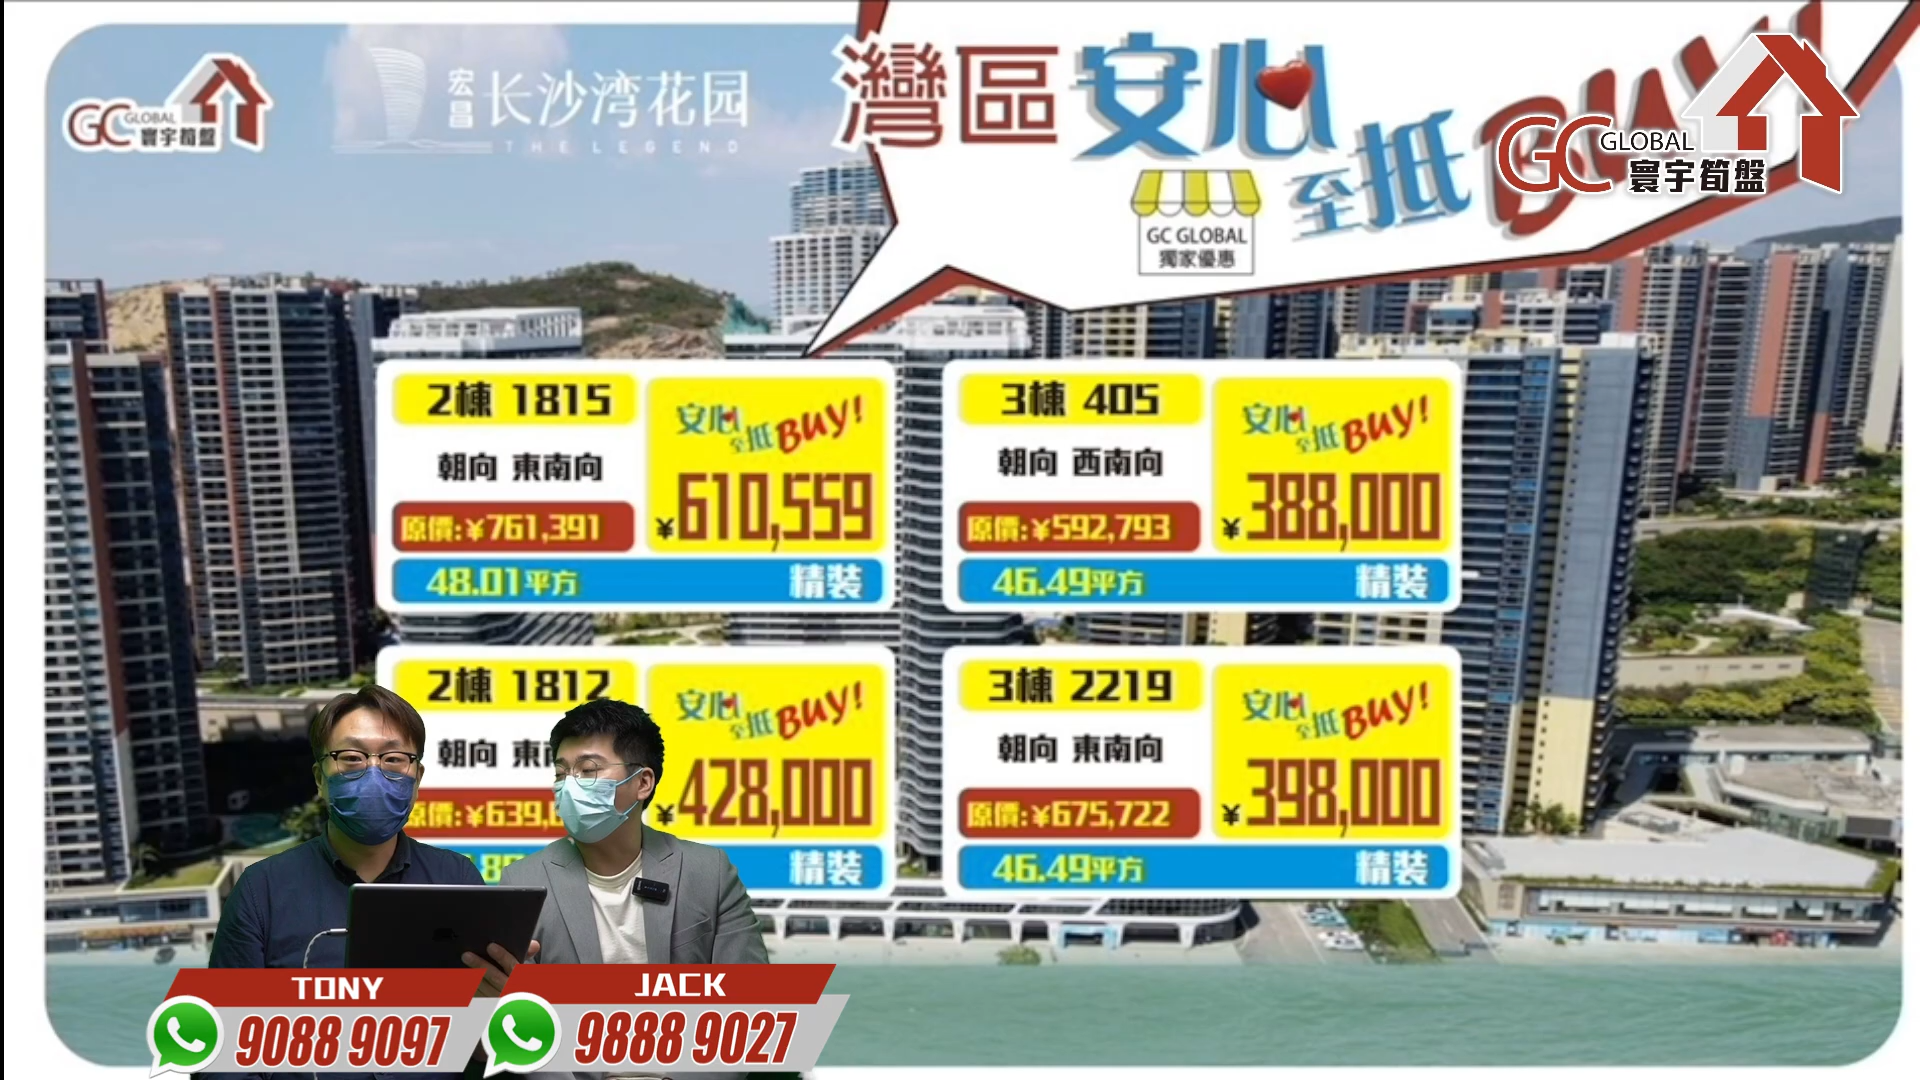 GC GLOBAL
寰宇筍盤
宏昌 长沙湾花园
THE LEGEND
灣區安心至抵BUY!
GC GLOBAL
獨家優惠
GC GLOBAL
寰宇筍盤
2棟 1815
朝向 東南向
原價:¥761,391
安心至抵BUY!
¥610,559
48.01平方 精裝
3棟 405
朝向 西南向
原價:¥592,793
安心至抵BUY!
¥388,000
46.49平方 精裝
2棟 1812
朝向 東
原價:¥639,
安心至抵BUY!
¥428,000
精裝
3棟 2219
朝向 東南向
原價:¥675,722
安心至抵BUY!
¥398,000
46.49平方 精裝
TONY
9088 9097
JACK
9888 9027